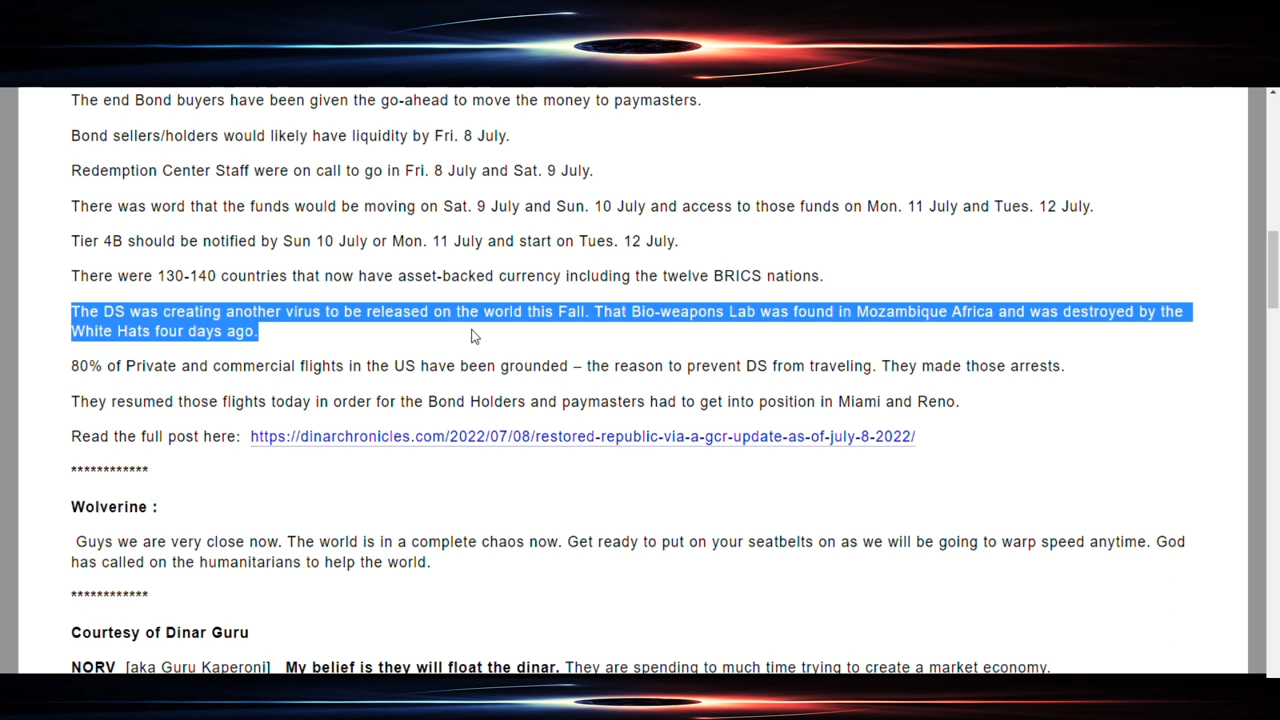 The end Bond buyers have been given the go-ahead to move the money to paymasters.
Bond sellers/holders would likely have liquidity by Fri. 8 July.
Redemption Center Staff were on call to go in Fri. 8 July and Sat. 9 July.
There was word that the funds would be moving on Sat. 9 July and Sun. 10 July and access to those funds on Mon. 11 July and Tues. 12 July.
Tier 4B should be notified by Sun 10 July or Mon. 11 July and start on Tues. 12 July.
There were 130-140 countries that now have asset-backed currency including the twelve BRICS nations.
The DS was creating another virus to be released on the world this Fall. That Bio-weapons Lab was found in Mozambique Africa and was destroyed by the
White Hats four days ago.
80% of Private and commercial flights in the US have been grounded – the reason to prevent DS from traveling. They made those arrests.
They resumed those flights today in order for the Bond Holders and paymasters had to get into position in Miami and Reno.
Read the full post here: https://dinarchronicles.com/2022/07/08/restored-republic-via-a-gcr-update-as-of-july-8-2022/
************
Wolverine :
Guys we are very close now. The world is in a complete chaos now. Get ready to put on your seatbelts on as we will be going to warp speed anytime. God
has called on the humanitarians to help the world.
************
Courtesy of Dinar Guru
NORV [aka Guru Kaperoni] My belief is they will float the dinar. They are spending to much time trying to create a market economy.